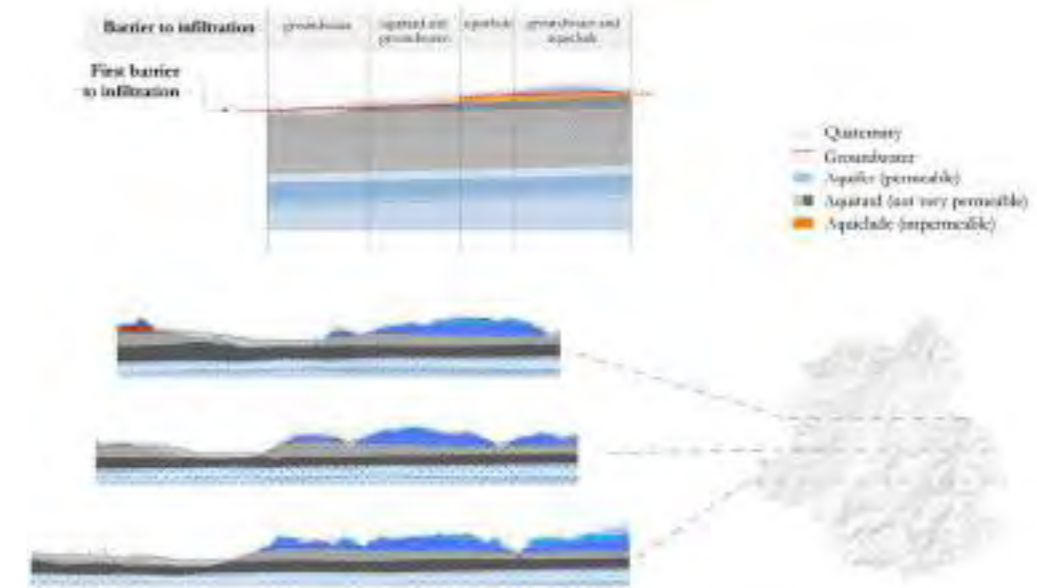 Barrier to infiltration
groundwater
aquitard and
groundwater
aquiclude
groundwater and
aquiclude
First barrier
to infiltration
Quaternary
Groundwater
Aquifer (permeable)
Aquitard (not very permeable)
Aquiclude (impermeable)